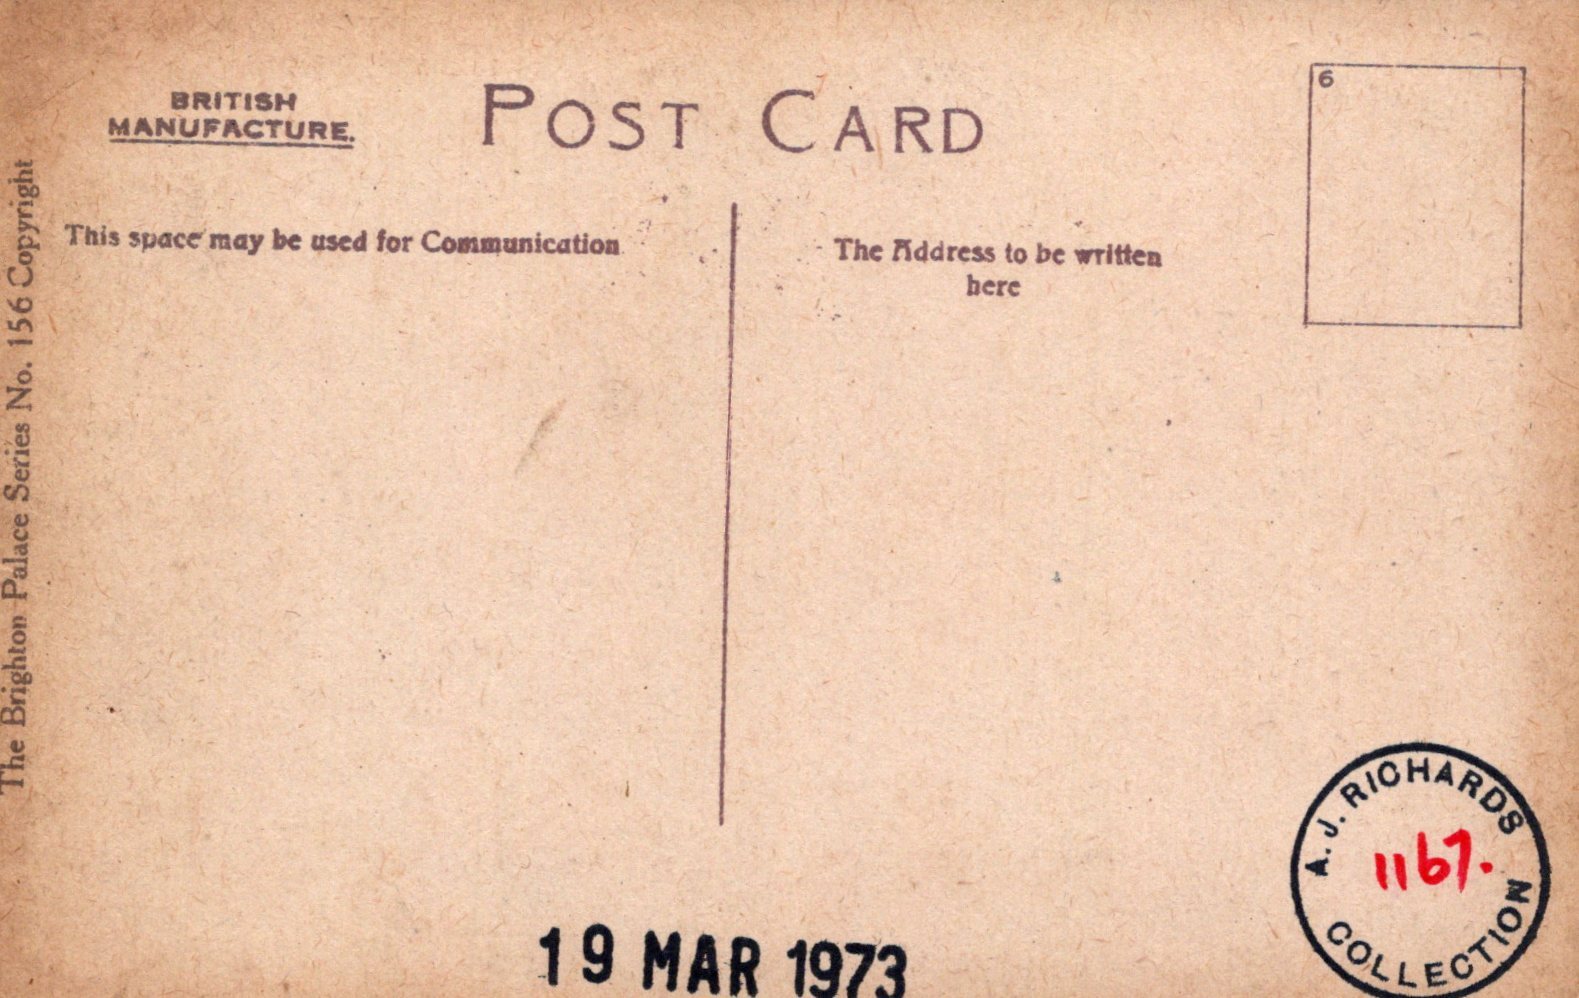 BRITISH
MANUFACTURE.
POST CARD
6
This space may be used for Communication
The Address to be written
here
The Brighton Palace Series No. 156 Copyright
A. J. RICHARDS
1167.
COLLECTION
19 MAR 1973